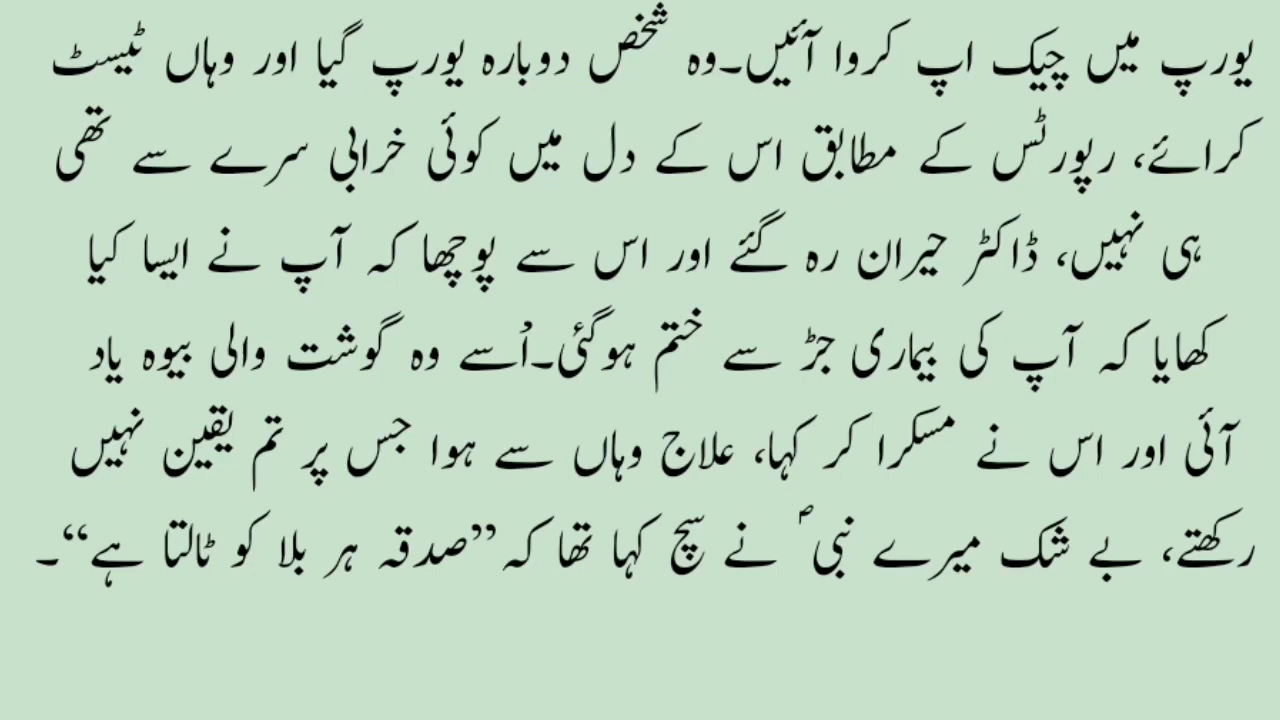 یورپ میں چیک اپ کروا آئیں۔وہ شخص دوبارہ یورپ گیا اور وہاں ٹیسٹ
کرائے، رپورٹس کے مطابق اس کے دل میں کوئی خرابی سرے سے تھی
ہی نہیں، ڈاکٹر حیران رہ گئے اور اس سے پوچھا کہ آپ نے ایسا کیا
کھایا کہ آپ کی بیماری جڑ سے ختم ہوگئی۔اُسے وہ گوشت والی بیوہ یاد
آئی اور اس نے مسکرا کر کہا، علاج وہاں سے ہوا جس پر تم یقین نہیں
رکھتے، بے شک میرے نبی ؐ نے سچ کہا تھا کہ ’’صدقہ ہر بلا کو ٹالتا ہے‘‘۔